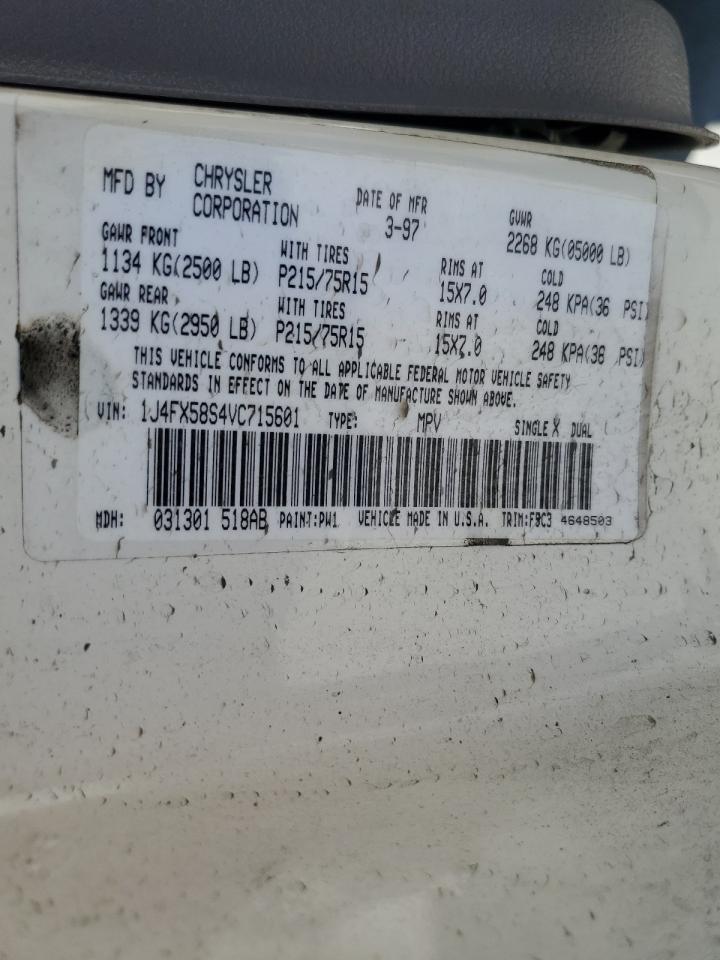 MFD BY CHRYSLER CORPORATION DATE OF MFR 3-97 GVWR 2268 KG(05000 LB)
GAWR FRONT WITH TIRES RIMS AT COLD
1134 KG(2500 LB) P215/75R15 15X7.0 248 KPA(36 PSI)
GAWR REAR WITH TIRES RIMS AT COLD
1339 KG(2950 LB) P215/75R15 15X7.0 248 KPA(36 PSI)
THIS VEHICLE CONFORMS TO ALL APPLICABLE FEDERAL MOTOR VEHICLE SAFETY
STANDARDS IN EFFECT ON THE DATE OF MANUFACTURE SHOWN ABOVE.
VIN: 1J4FX58S4VC715601 TYPE: MPV SINGLE X DUAL
MDH: 031301 518AB PAINT:PW1 VEHICLE MADE IN U.S.A. TRIM:F9C3 4648503